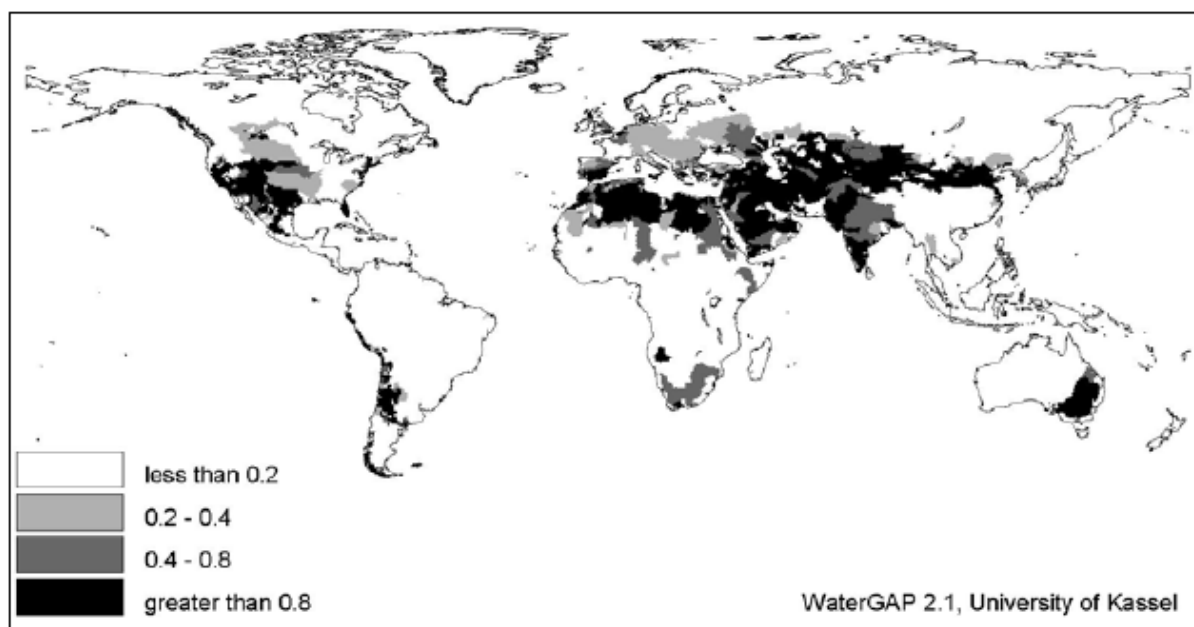 less than 0.2
0.2 - 0.4
0.4 - 0.8
greater than 0.8
WaterGAP 2.1, University of Kassel